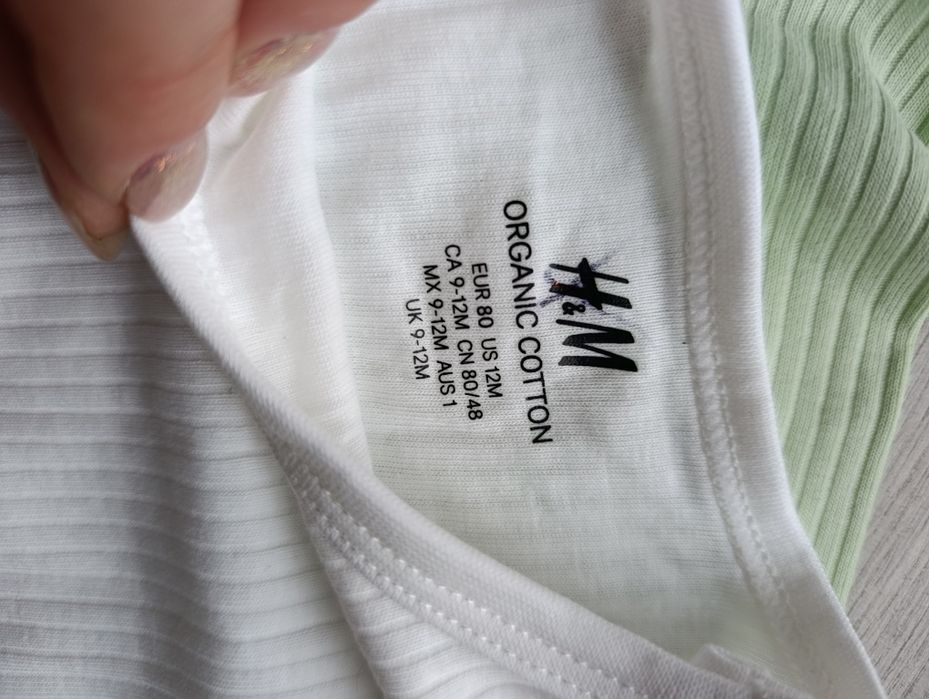 H&M
ORGANIC COTTON
EUR 80 US 12M
CA 9-12M CN 80/48
MX 9-12M AUS 1
UK 9-12M